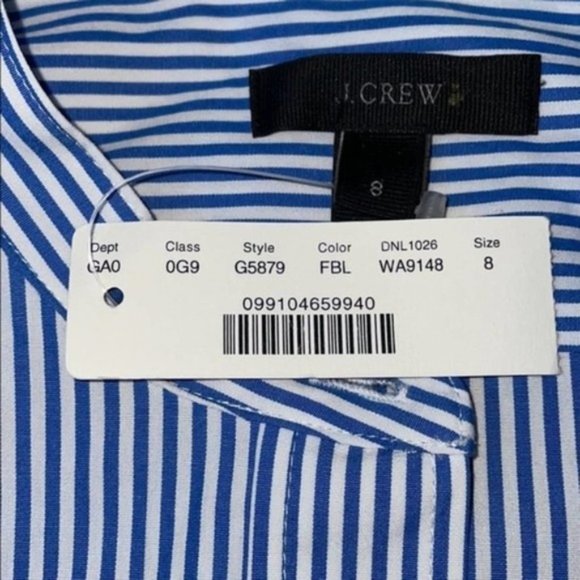 J.CREW
8
Dept Class Style Color DNL1026 Size
GA0 0G9 G5879 FBL WA9148 8
099104659940